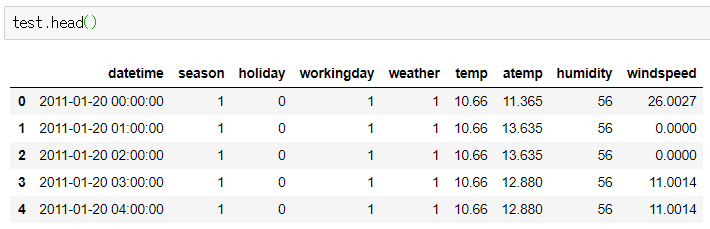 test.head()
datetime season holiday workingday weather temp atemp humidity windspeed
0 2011-01-20 00:00:00 1 0 1 1 10.66 11.365 56 26.0027
1 2011-01-20 01:00:00 1 0 1 1 10.66 13.635 56 0.0000
2 2011-01-20 02:00:00 1 0 1 1 10.66 13.635 56 0.0000
3 2011-01-20 03:00:00 1 0 1 1 10.66 12.880 56 11.0014
4 2011-01-20 04:00:00 1 0 1 1 10.66 12.880 56 11.0014